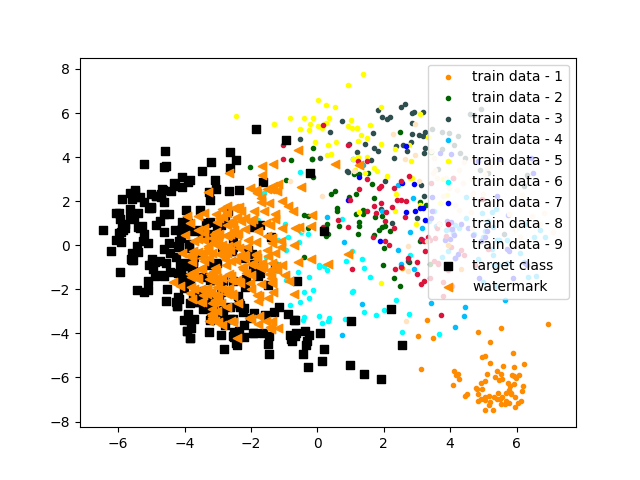 8
6
4
2
0
−2
−4
−6
−8
−6
−4
−2
0
2
4
6
train data - 1
train data - 2
train data - 3
train data - 4
train data - 5
train data - 6
train data - 7
train data - 8
train data - 9
target class
watermark